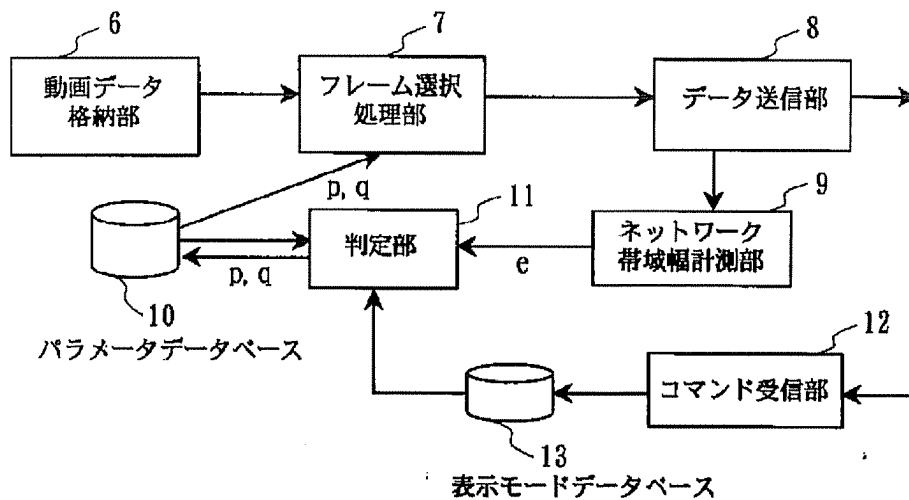 6
動画データ
格納部
7
フレーム選択
処理部
8
データ送信部
p, q
11
判定部
9
ネットワーク
帯域幅計測部
e
p, q
10
パラメータデータベース
12
コマンド受信部
13
表示モードデータベース